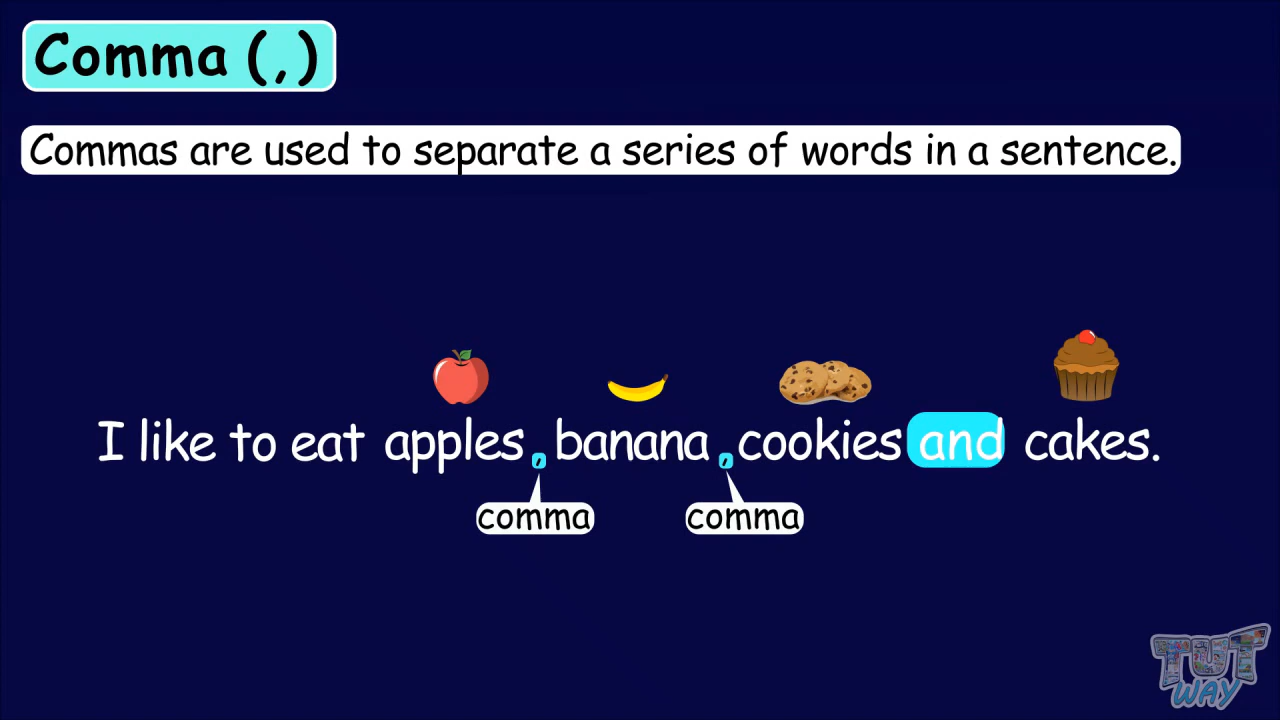 Comma (,)
Commas are used to separate a series of words in a sentence.
I like to eat apples, banana, cookies and cakes.
comma comma
TUT
WAY